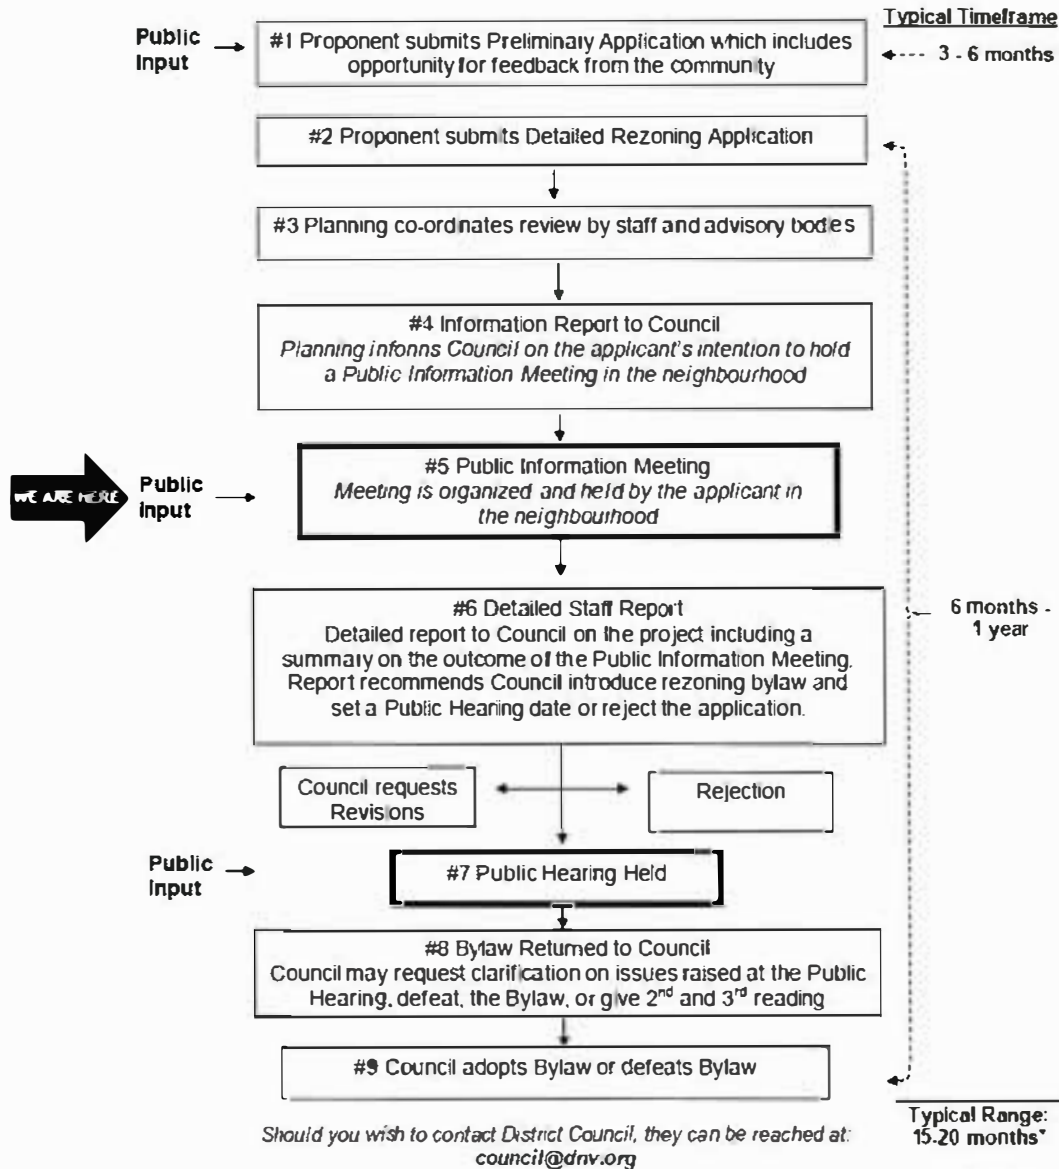 Typical Timeframe
Public
Input
#1 Proponent submits Preliminary Application which includes
opportunity for feedback from the community
3 - 6 months
#2 Proponent submits Detailed Rezoning Application
#3 Planning co-ordinates review by staff and advisory bodies
#4 Information Report to Council
Planning informs Council on the applicant's intention to hold
a Public Information Meeting in the neighbourhood
WE ARE HERE
Public
Input
#5 Public Information Meeting
Meeting is organized and held by the applicant in
the neighbourhood
#6 Detailed Staff Report
Detailed report to Council on the project including a
summary on the outcome of the Public Information Meeting.
Report recommends Council introduce rezoning bylaw and
set a Public Hearing date or reject the application.
6 months -
1 year
Council requests
Revisions
Rejection
Public
Input
#7 Public Hearing Held
#8 Bylaw Returned to Council
Council may request clarification on issues raised at the Public
Hearing, defeat, the Bylaw, or give 2nd and 3rd reading
#9 Council adopts Bylaw or defeats Bylaw
Typical Range:
15-20 months*
Should you wish to contact District Council, they can be reached at:
council@dnv.org